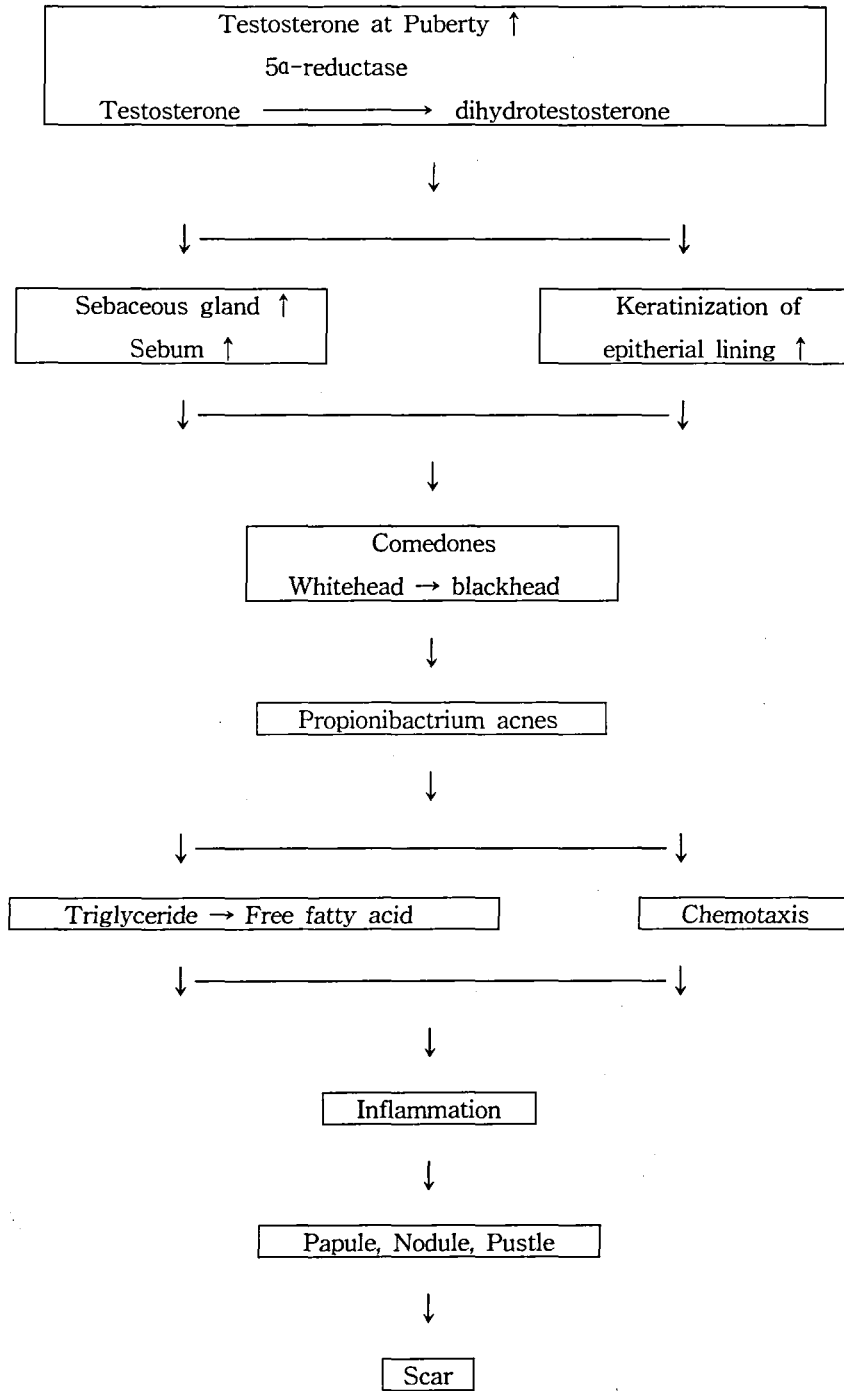 Testosterone at Puberty ↑
5α-reductase
Testosterone → dihydrotestosterone
↓
↓ ↓
Sebaceous gland ↑
Sebum ↑
Keratinization of
epitherial lining ↑
↓ ↓
↓
Comedones
Whitehead → blackhead
↓
Propionibactrium acnes
↓
↓ ↓
Triglyceride → Free fatty acid
Chemotaxis
↓ ↓
↓
Inflammation
↓
Papule, Nodule, Pustle
↓
Scar